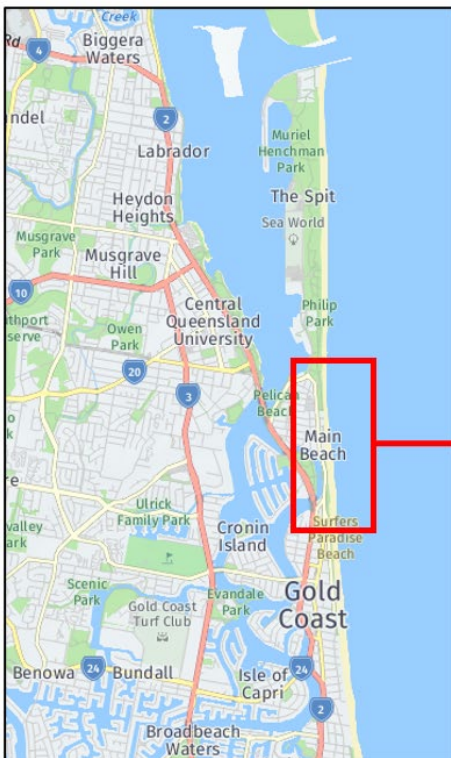 Creek
Rd
Biggera
Waters
4
2
ndel
Labrador
Muriel
Henchman
Park
The Spit
Sea World
Heydon
Heights
Musgrave
Park
Musgrave
Hill
10
Central
Queensland
University
Philip
Park
thport
serve
Owen
Park
20
3
Pelican
Beach
Main
Beach
re
valley
ark
Ulrick
Family Park
Cronin
Island
Surfers
Paradise
Beach
Scenic
Park
Evandale
Park
Gold
Coast
Gold Coast
Turf Club
Benowa
24
Bundall
Isle of
Capri
24
2
Broadbeach
Waters